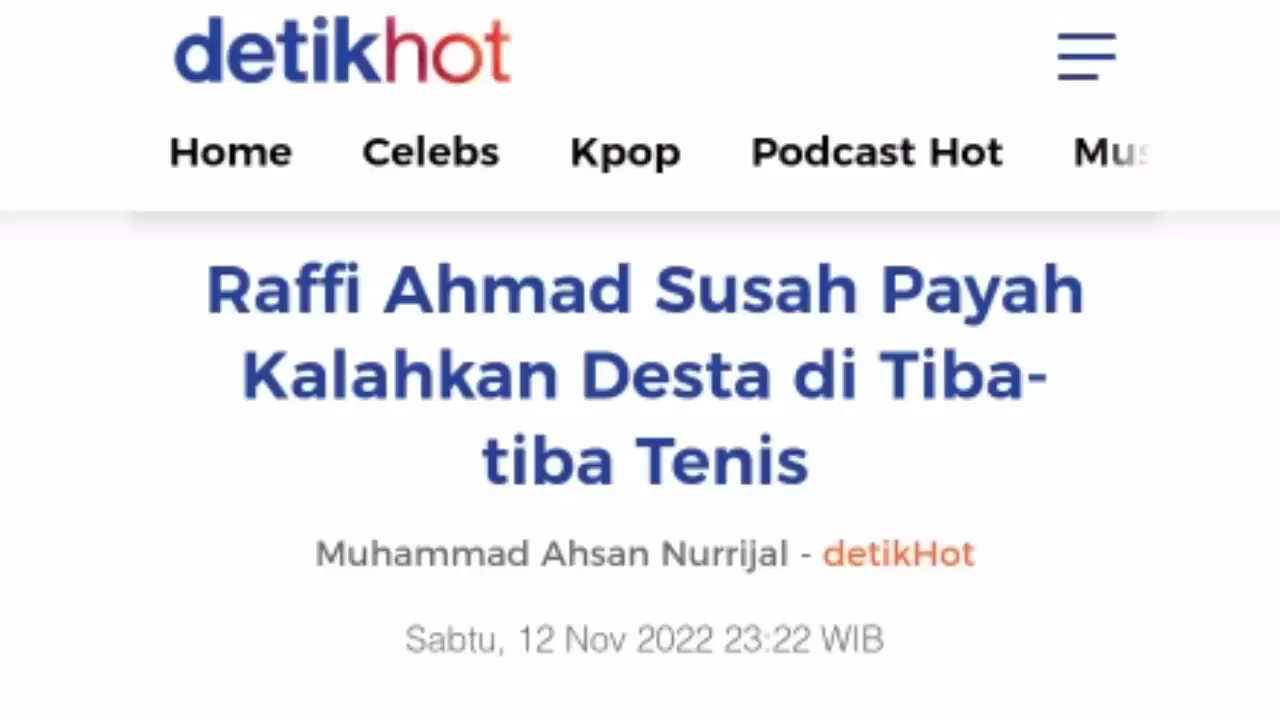 detikhot
Home Celebs Kpop Podcast Hot Mus
Raffi Ahmad Susah Payah
Kalahkan Desta di Tiba-
tiba Tenis
Muhammad Ahsan Nurrijal - detikHot
Sabtu, 12 Nov 2022 23:22 WIB